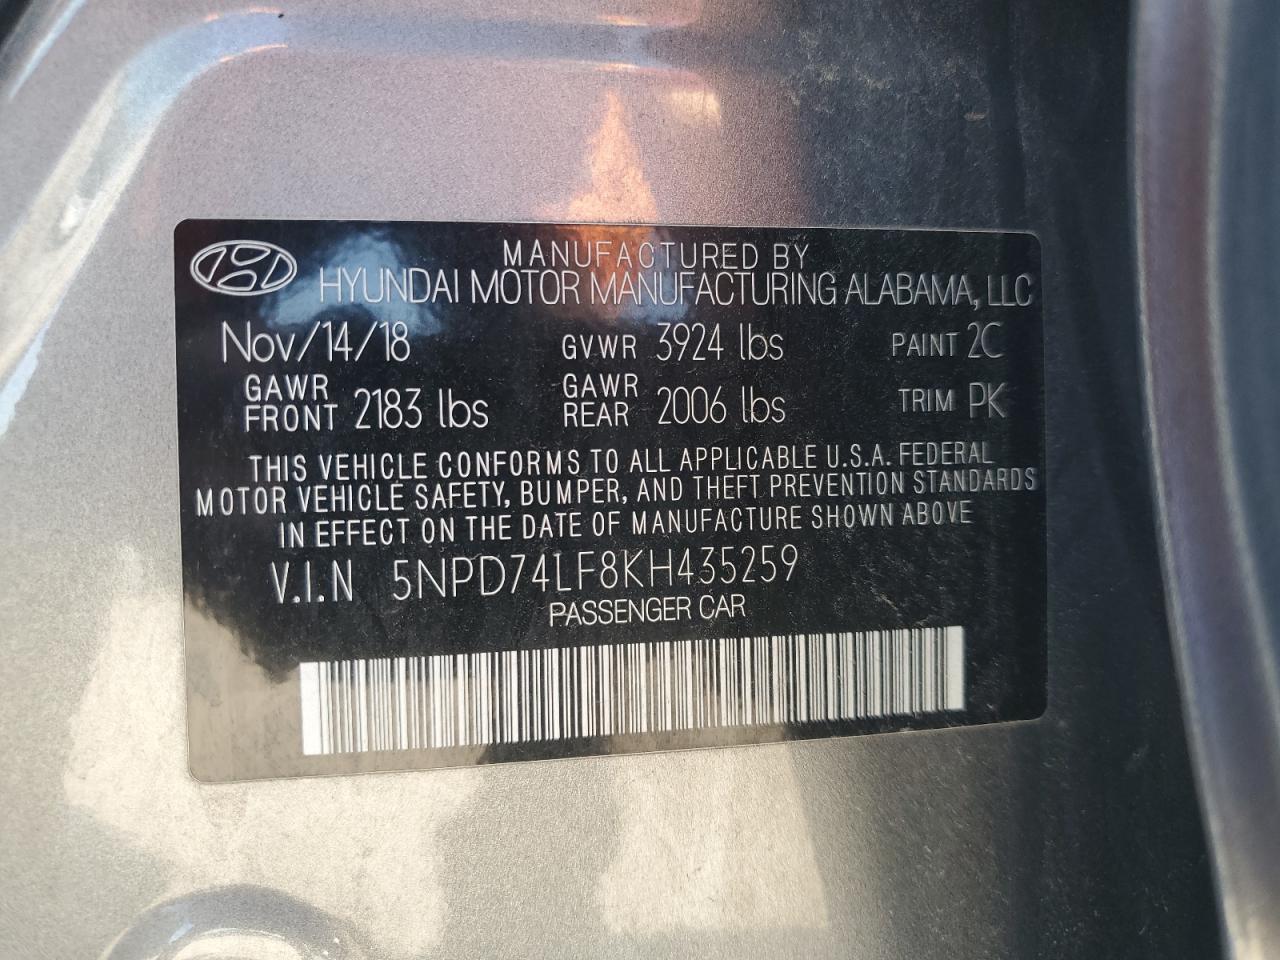 MANUFACTURED BY
HYUNDAI MOTOR MANUFACTURING ALABAMA, LLC
Nov/14/18 GVWR 3924 lbs PAINT 2C
GAWR FRONT 2183 lbs GAWR REAR 2006 lbs TRIM PK
THIS VEHICLE CONFORMS TO ALL APPLICABLE U.S.A. FEDERAL
MOTOR VEHICLE SAFETY, BUMPER, AND THEFT PREVENTION STANDARDS
IN EFFECT ON THE DATE OF MANUFACTURE SHOWN ABOVE
V.I.N 5NPD74LF8KH435259
PASSENGER CAR